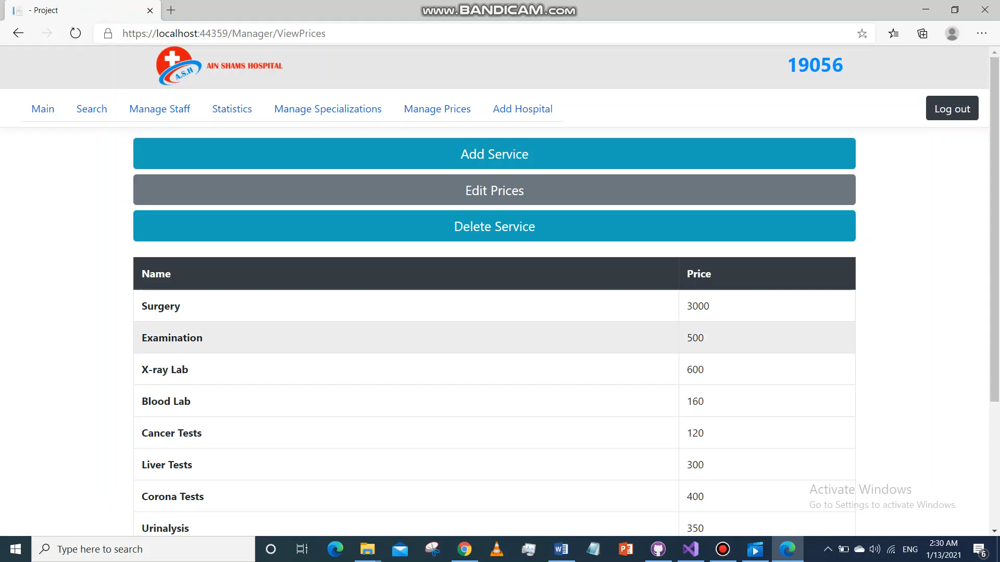 - Project
www.BANDICAM.com
https://localhost:44359/Manager/ViewPrices
A.S.H
AIN SHAMS HOSPITAL
19056
Main Search Manage Staff Statistics Manage Specializations Manage Prices Add Hospital Log out
Add Service
Edit Prices
Delete Service
Name Price
Surgery 3000
Examination 500
X-ray Lab 600
Blood Lab 160
Cancer Tests 120
Liver Tests 300
Corona Tests 400
Urinalysis 350
Activate Windows
Go to Settings to activate Windows.
Type here to search
ENG
2:30 AM
1/13/2021
6